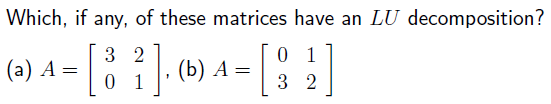 Which, if any, of these matrices have an LU decomposition?
(a) A = [ 3 2 ; 0 1 ], (b) A = [ 0 1 ; 3 2 ]